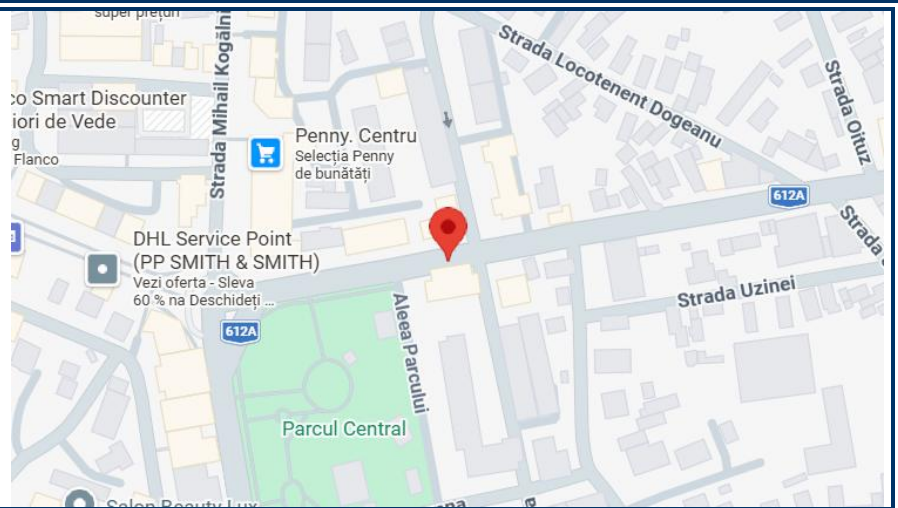 super prețuri
Strada Mihail Kogălni
Strada Locotenent Dogeanu
Strada Oituz
co Smart Discounter
iori de Vede
g
Flanco
Penny. Centru
Selecția Penny
de bunătăți
612A
Strada
DHL Service Point
(PP SMITH & SMITH)
Vezi oferta - Sleva
60 % na Deschideți ...
Strada Uzinei
612A
Aleea Parcului
Parcul Central
Salon Beauty Lux